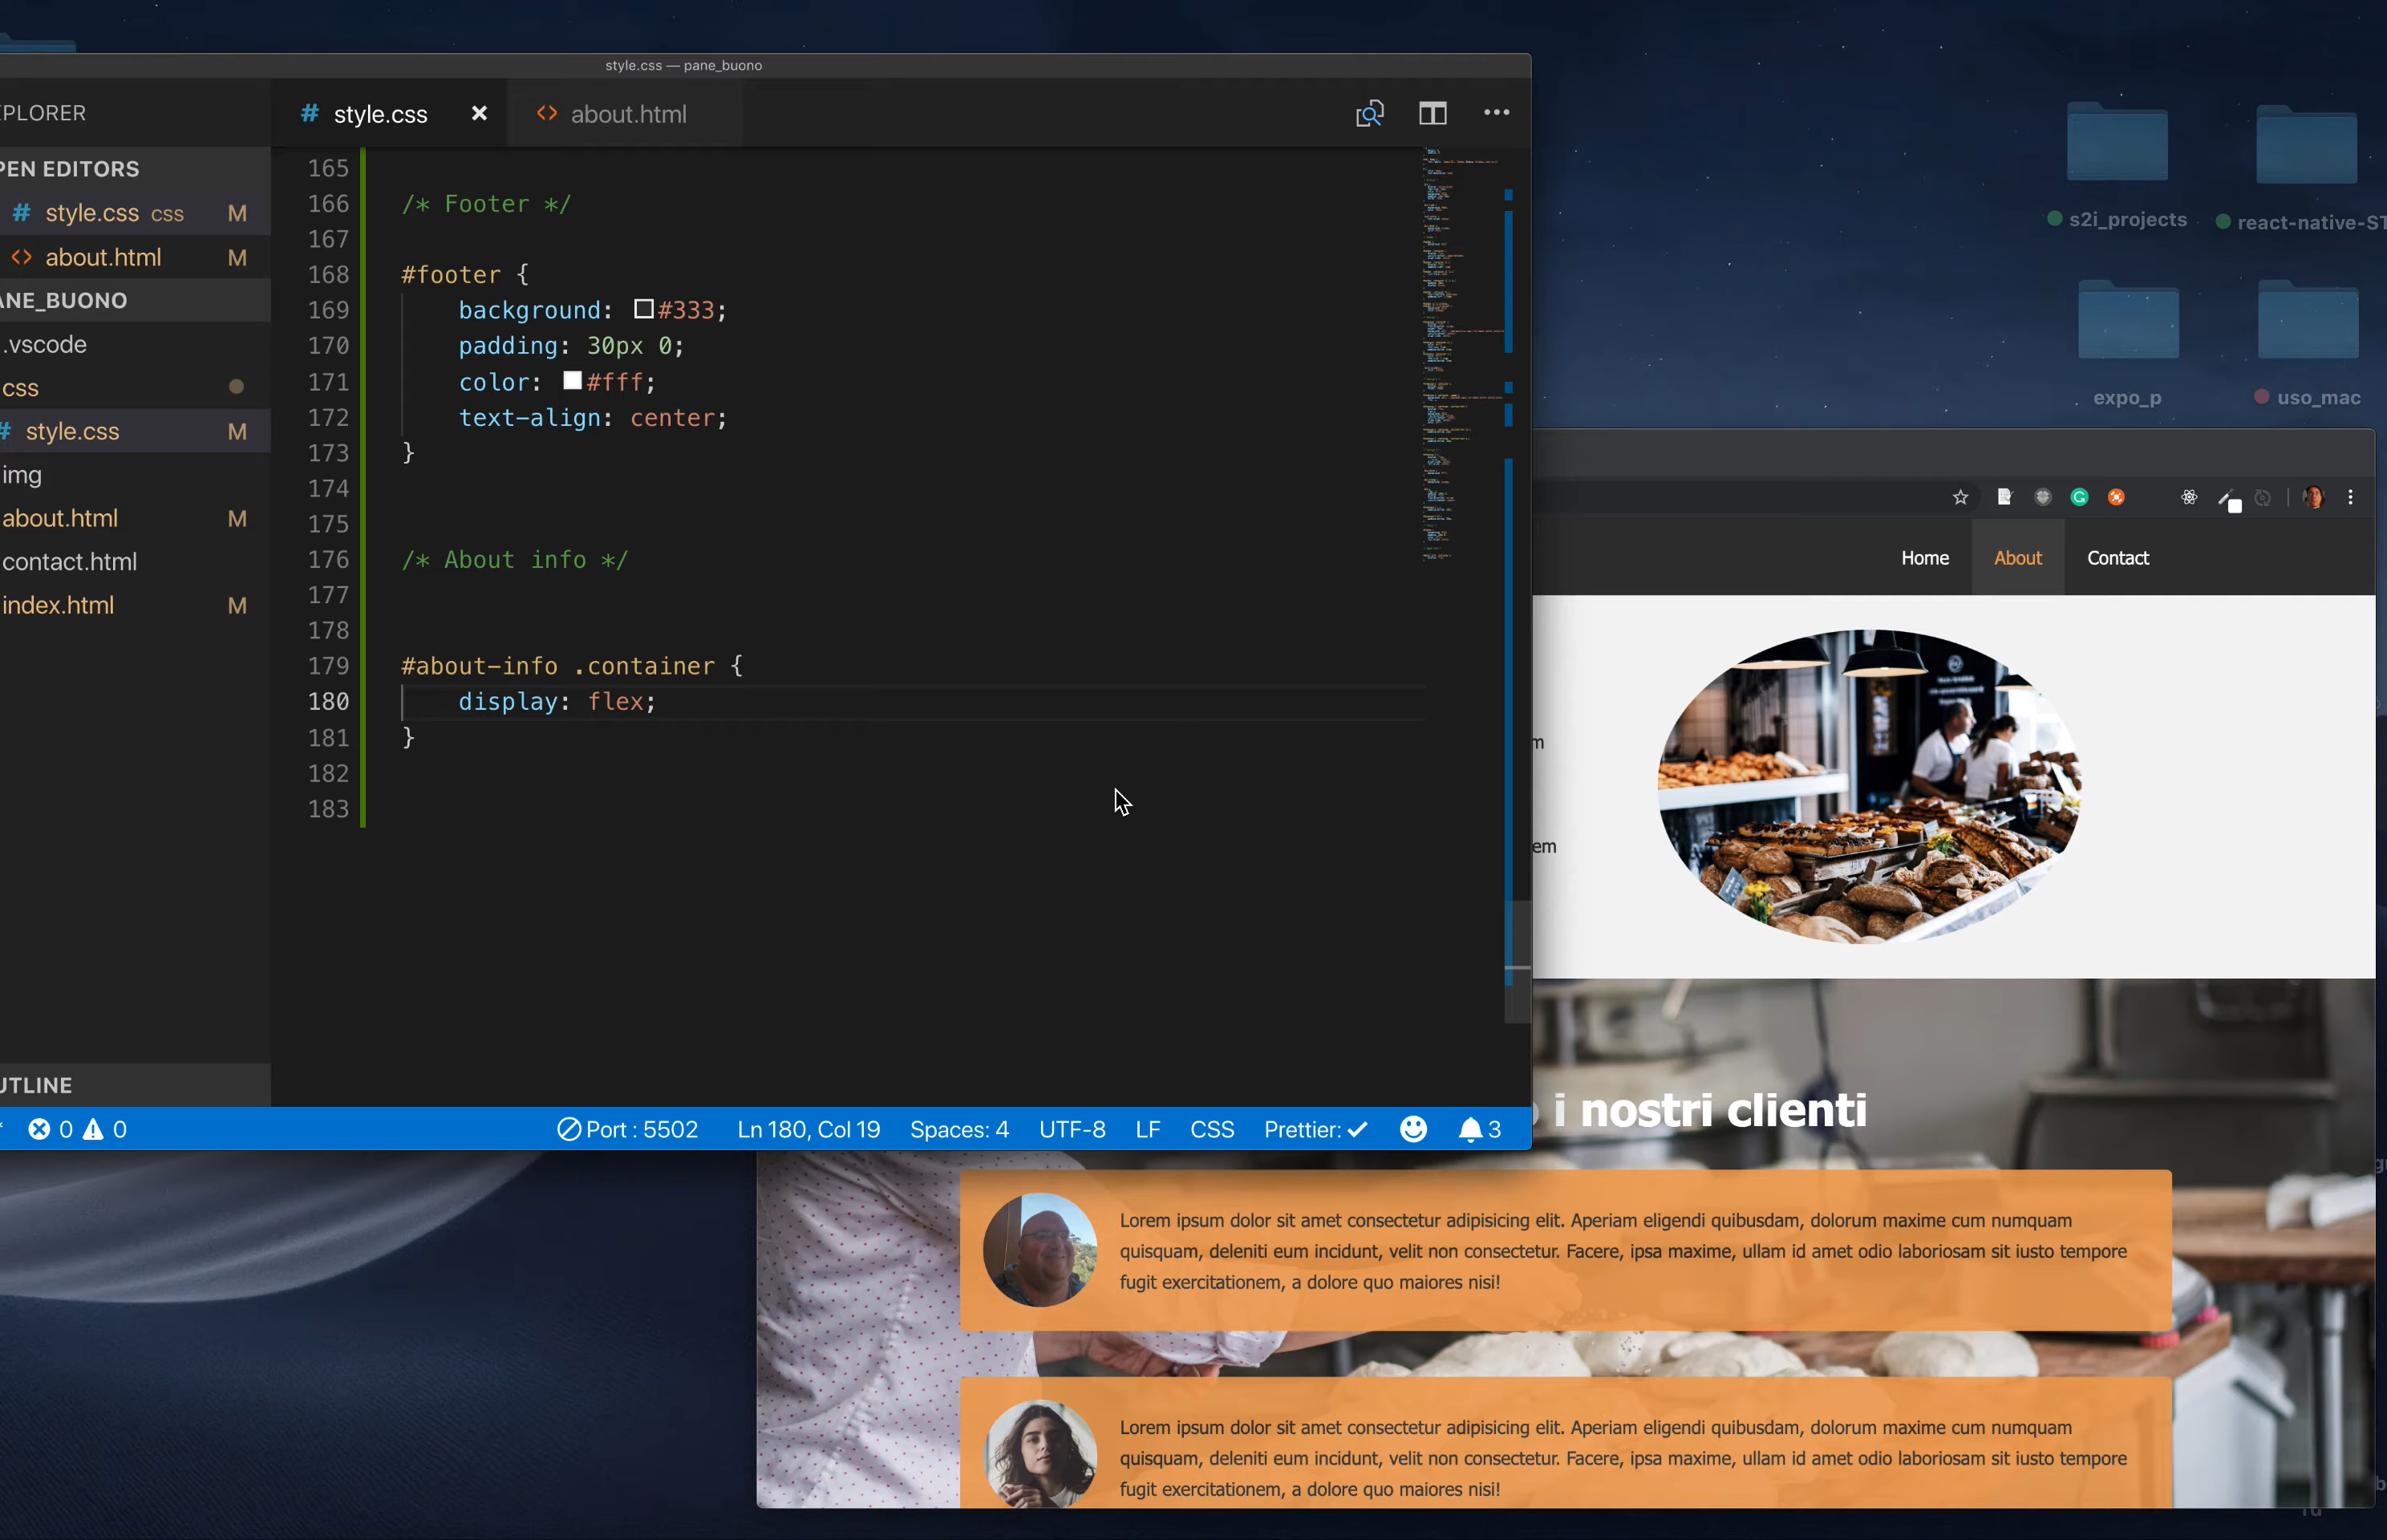 style.css — pane_buono
PLORER
# style.css ×
<> about.html
PEN EDITORS
# style.css css M
<> about.html M
ANE_BUONO
.vscode
css
# style.css M
img
about.html M
contact.html
index.html M
UTLINE
165
166 /* Footer */
167
168 #footer {
169 background: #333;
170 padding: 30px 0;
171 color: #fff;
172 text-align: center;
173 }
174
175
176 /* About info */
177
178
179 #about-info .container {
180 display: flex;
181 }
182
183
0 0
Port : 5502
Ln 180, Col 19
Spaces: 4
UTF-8
LF
CSS
Prettier: ✓
3
s2i_projects
react-native-ST
expo_p
uso_mac
Home
About
Contact
m
em
i nostri clienti
Lorem ipsum dolor sit amet consectetur adipisicing elit. Aperiam eligendi quibusdam, dolorum maxime cum numquam
quisquam, deleniti eum incidunt, velit non consectetur. Facere, ipsa maxime, ullam id amet odio laboriosam sit iusto tempore
fugit exercitationem, a dolore quo maiores nisi!
Lorem ipsum dolor sit amet consectetur adipisicing elit. Aperiam eligendi quibusdam, dolorum maxime cum numquam
quisquam, deleniti eum incidunt, velit non consectetur. Facere, ipsa maxime, ullam id amet odio laboriosam sit iusto tempore
fugit exercitationem, a dolore quo maiores nisi!